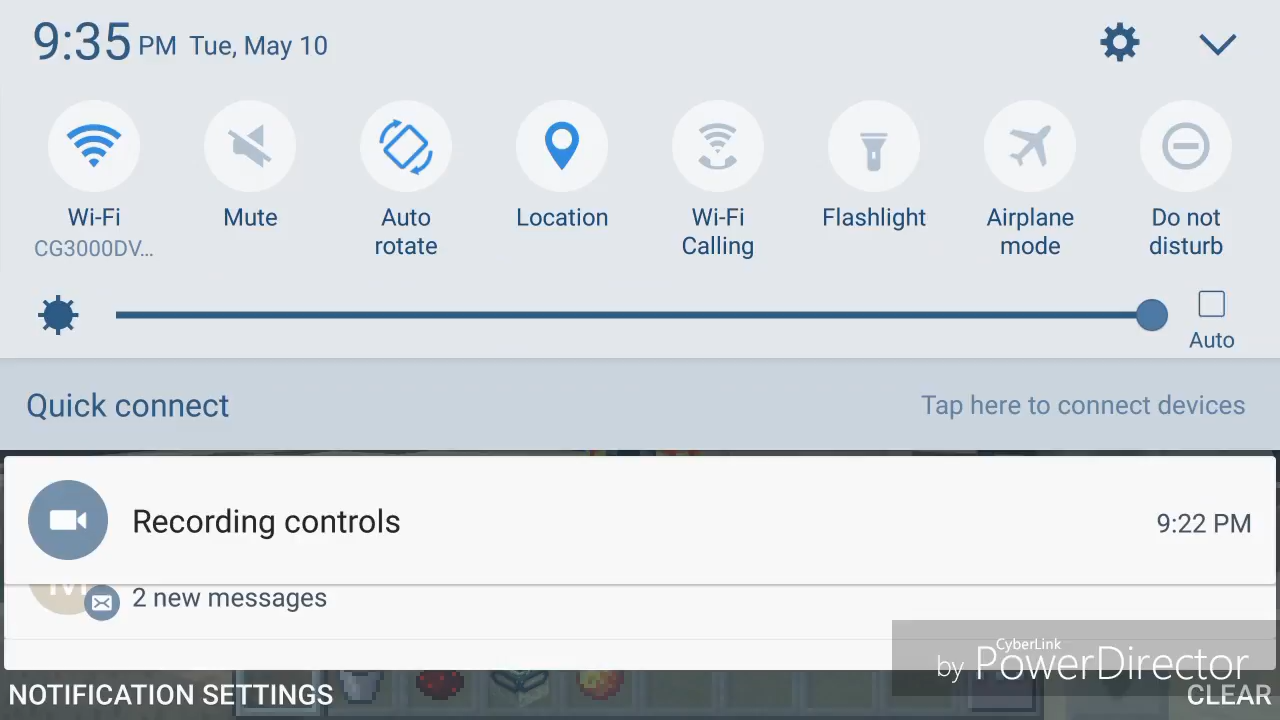 9:35 PM Tue, May 10
Wi-Fi
CG3000DV...
Mute
Auto
rotate
Location
Wi-Fi
Calling
Flashlight
Airplane
mode
Do not
disturb
Auto
Quick connect
Tap here to connect devices
Recording controls
9:22 PM
2 new messages
CyberLink
by PowerDirector
NOTIFICATION SETTINGS
CLEAR